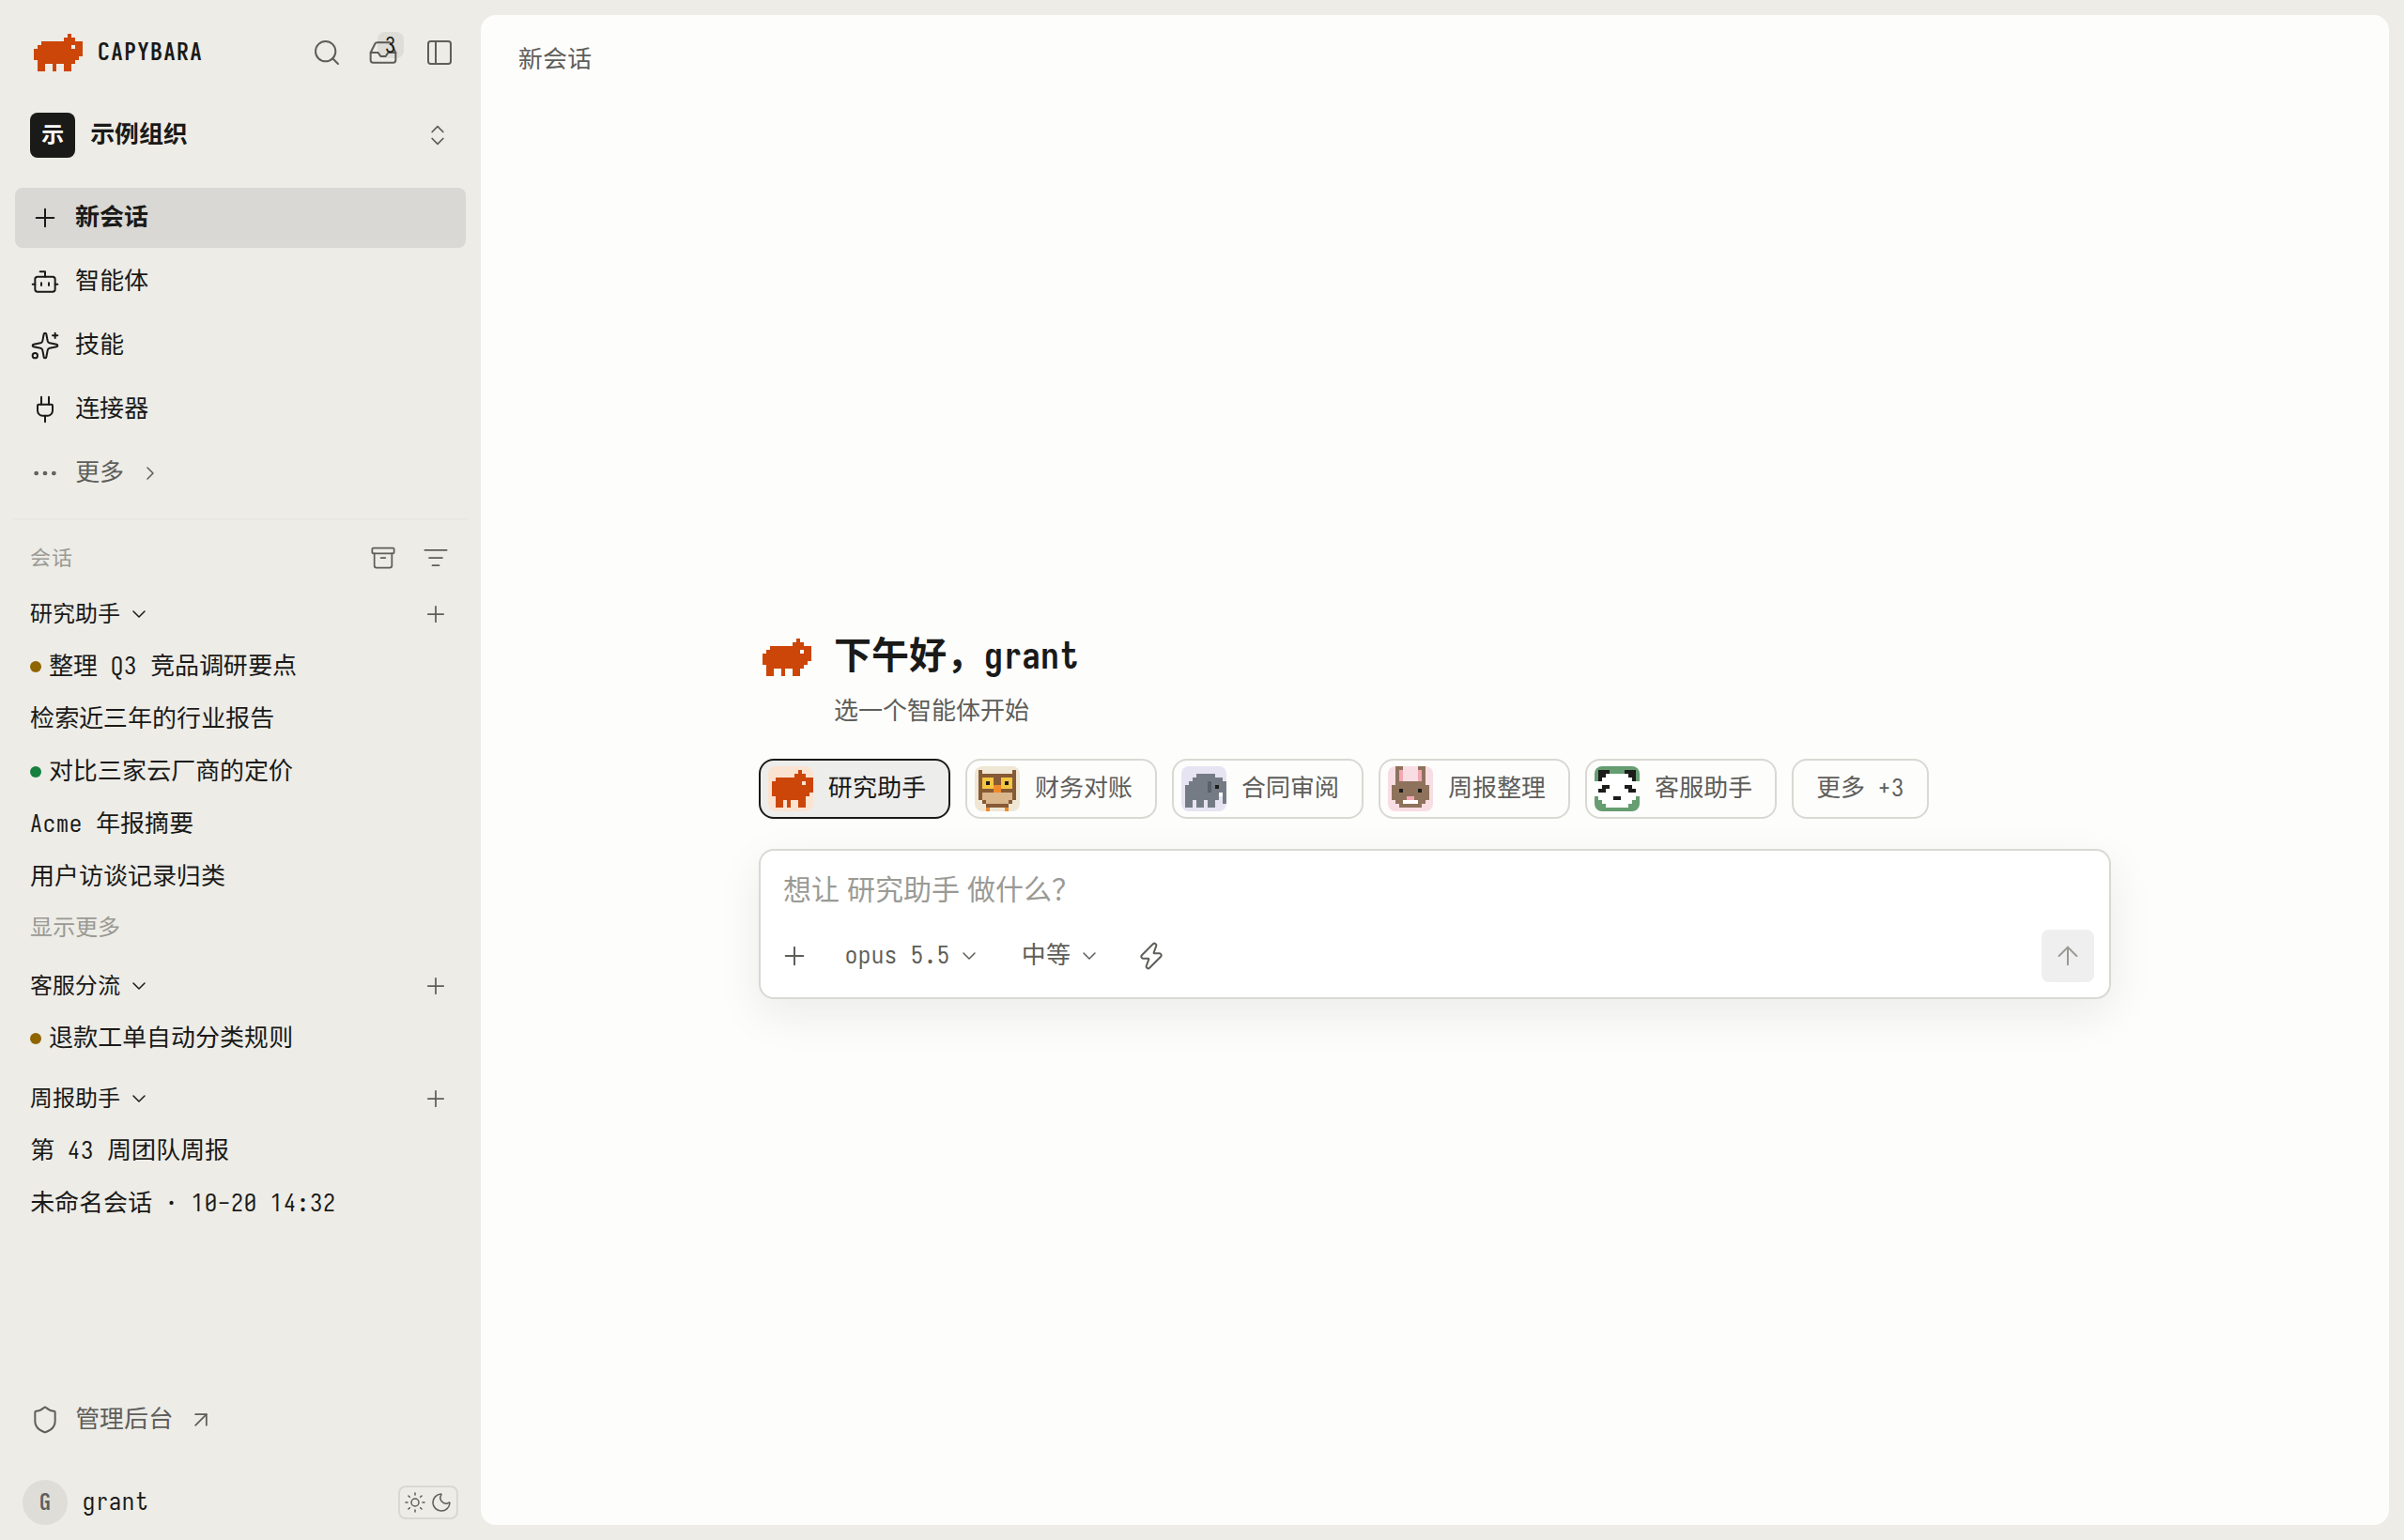 CAPYBARA
3
示 示例组织
新会话
智能体
技能
连接器
更多
会话
研究助手
整理 Q3 竞品调研要点
检索近三年的行业报告
对比三家云厂商的定价
Acme 年报摘要
用户访谈记录归类
显示更多
客服分流
退款工单自动分类规则
周报助手
第 43 周团队周报
未命名会话 · 10-20 14:32
管理后台
G grant
新会话
下午好，grant
选一个智能体开始
研究助手 财务对账 合同审阅 周报整理 客服助手 更多 +3
想让 研究助手 做什么？
opus 5.5 中等